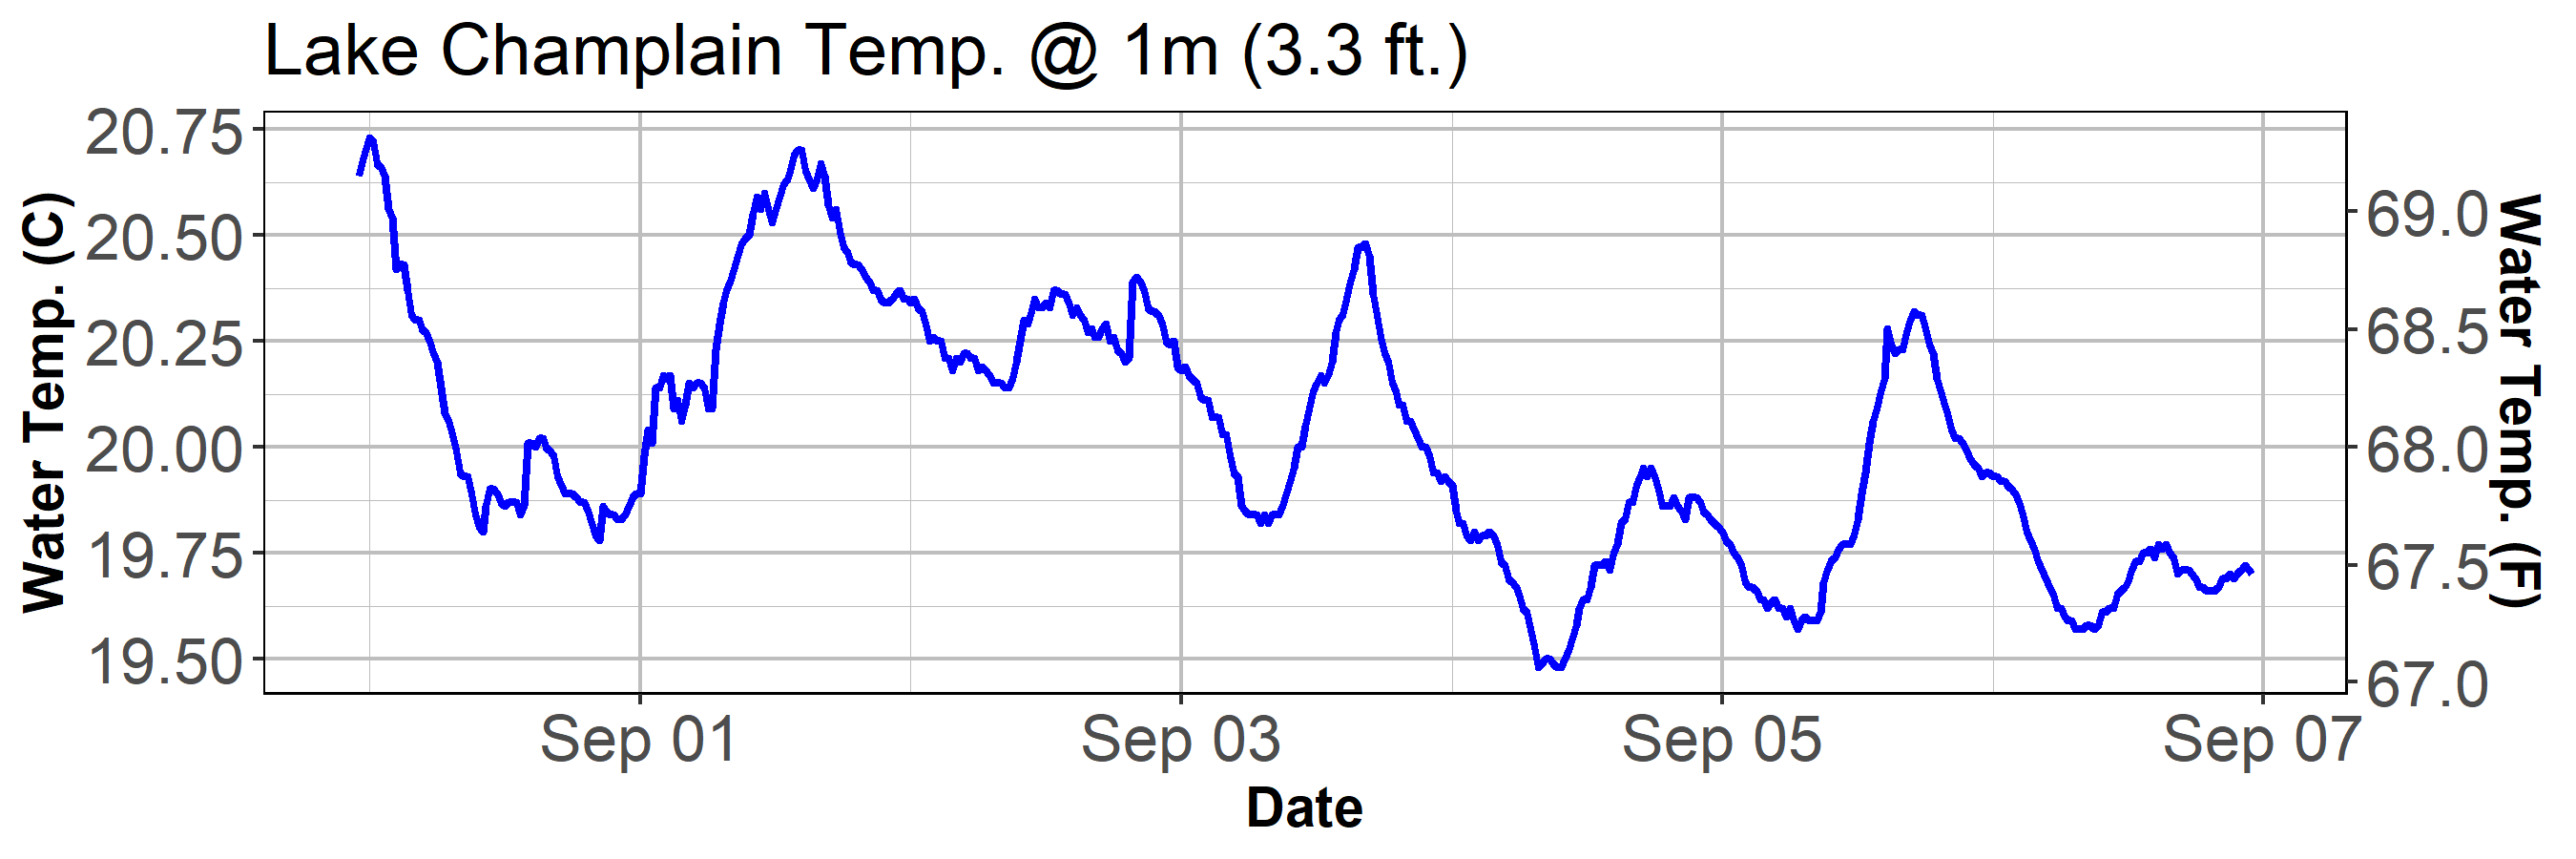 Lake Champlain Temp. @ 1m (3.3 ft.)
Water Temp. (C)
20.75
20.50
20.25
20.00
19.75
19.50
69.0
68.5
68.0
67.5
67.0
Water Temp. (F)
Sep 01 Sep 03 Sep 05 Sep 07
Date